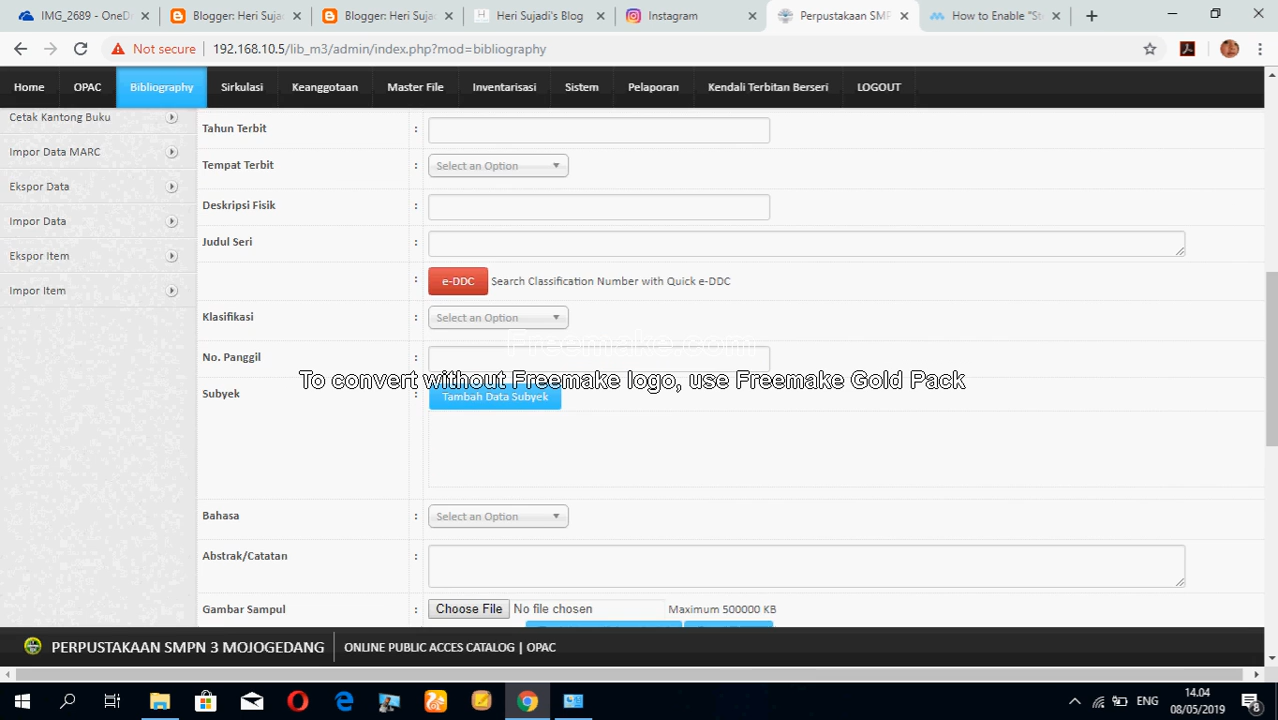 IMG_2689 - OneD
Blogger: Heri Suja
Blogger: Heri Suja
Heri Sujadi's Blog
Instagram
Perpustakaan SMP
How to Enable "St
Not secure
192.168.10.5/lib_m3/admin/index.php?mod=bibliography
Home OPAC Bibliography Sirkulasi Keanggotaan Master File Inventarisasi Sistem Pelaporan Kendali Terbitan Berseri LOGOUT
Cetak Kantong Buku
Impor Data MARC
Ekspor Data
Impor Data
Ekspor Item
Impor Item
Tahun Terbit :
Tempat Terbit : Select an Option
Deskripsi Fisik :
Judul Seri :
: e-DDC Search Classification Number with Quick e-DDC
Klasifikasi : Select an Option
Freemake.com
No. Panggil :
To convert without Freemake logo, use Freemake Gold Pack
Subyek : Tambah Data Subyek
Bahasa : Select an Option
Abstrak/Catatan :
Gambar Sampul : Choose File No file chosen Maximum 500000 KB
PERPUSTAKAAN SMPN 3 MOJOGEDANG ONLINE PUBLIC ACCES CATALOG | OPAC
ENG
14.04
08/05/2019
8